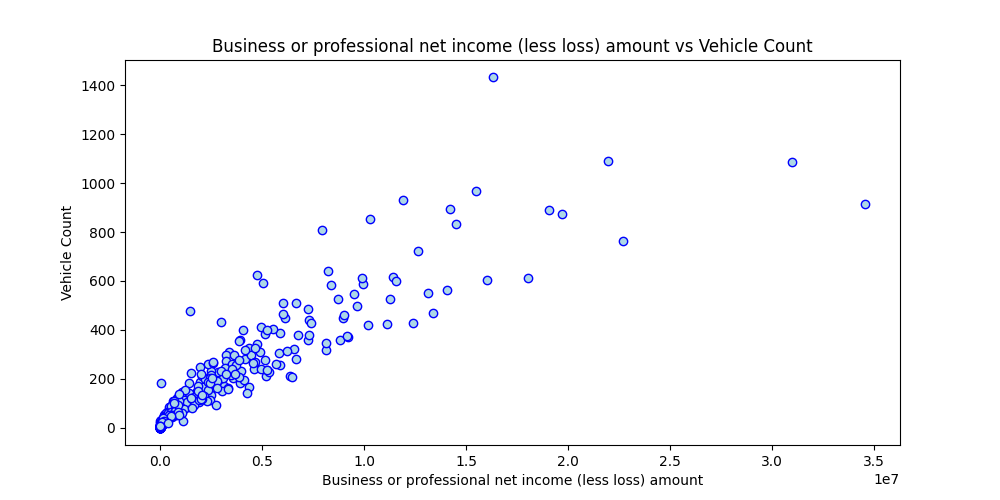 Business or professional net income (less loss) amount vs Vehicle Count
Vehicle Count
1400
1200
1000
800
600
400
200
0
0.0 0.5 1.0 1.5 2.0 2.5 3.0 3.5
1e7
Business or professional net income (less loss) amount